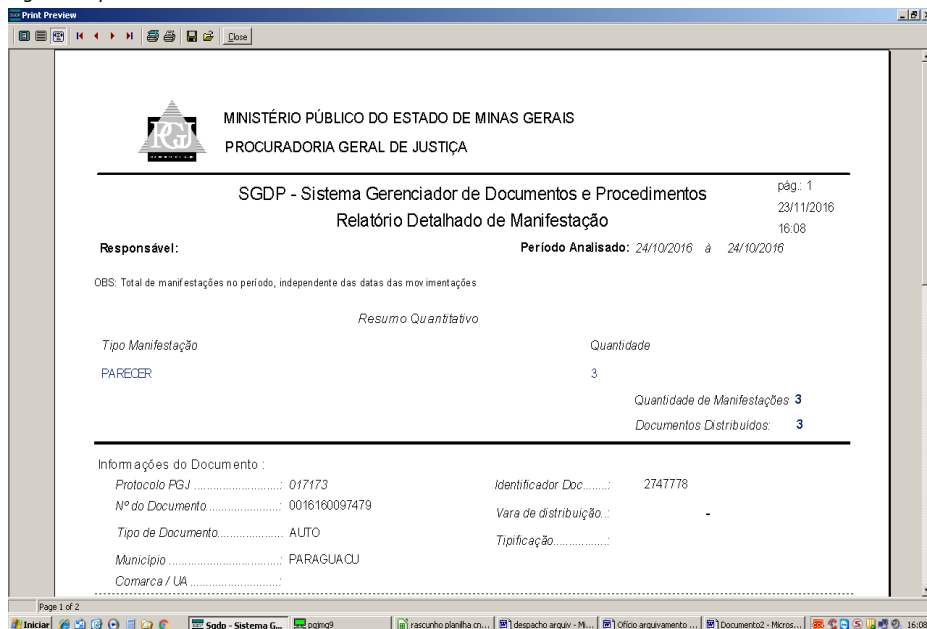 Print Preview
Close
PGJ
MINISTÉRIO PÚBLICO DO ESTADO DE MINAS GERAIS
PROCURADORIA GERAL DE JUSTIÇA
SGDP - Sistema Gerenciador de Documentos e Procedimentos
pág.: 1
Relatório Detalhado de Manifestação
23/11/2016
16:08
Responsável:
Período Analisado: 24/10/2016 à 24/10/2016
OBS: Total de manifestações no período, independente das datas das movimentações
Resumo Quantitativo
Tipo Manifestação Quantidade
PARECER 3
Quantidade de Manifestações 3
Documentos Distribuídos: 3
Informações do Documento :
Protocolo PGJ ...........................: 017173 Identificador Doc.......: 2747778
Nº do Documento.......................: 0016160097479 Vara de distribuição..: -
Tipo de Documento..................... AUTO Tipificação.................:
Município ..................................: PARAGUACU
Comarca / UA ...........................:
Page 1 of 2
Iniciar Sgdp - Sistema G... pgjmg9 rascunho planilha cn... despacho arquiv - Mi... Ofício arquivamento ... Documento2 - Micros... 16:08